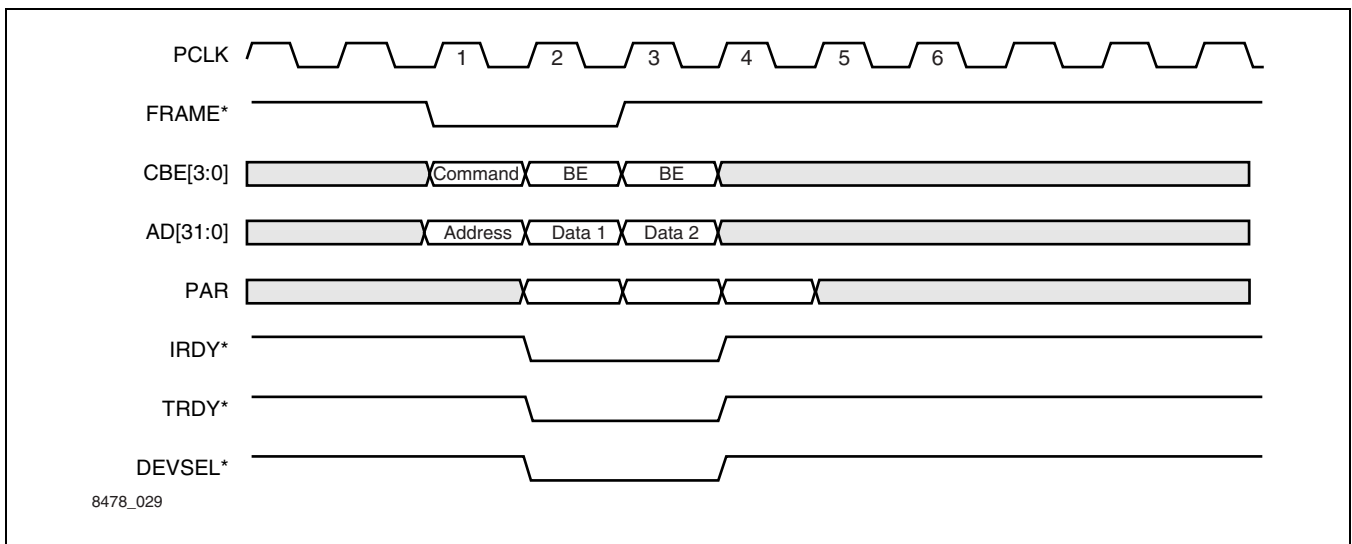 PCLK 1 2 3 4 5 6
FRAME*
CBE[3:0] Command BE BE
AD[31:0] Address Data 1 Data 2
PAR
IRDY*
TRDY*
DEVSEL*
8478_029